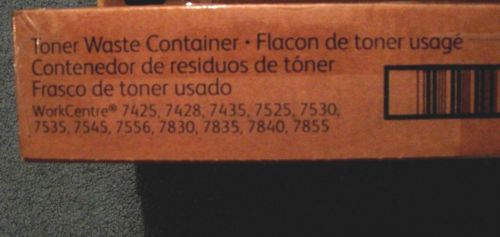 Toner Waste Container • Flacon de toner usagé
Contenedor de residuos de tóner
Frasco de toner usado
WorkCentre® 7425, 7428, 7435, 7525, 7530,
7535, 7545, 7556, 7830, 7835, 7840, 7855